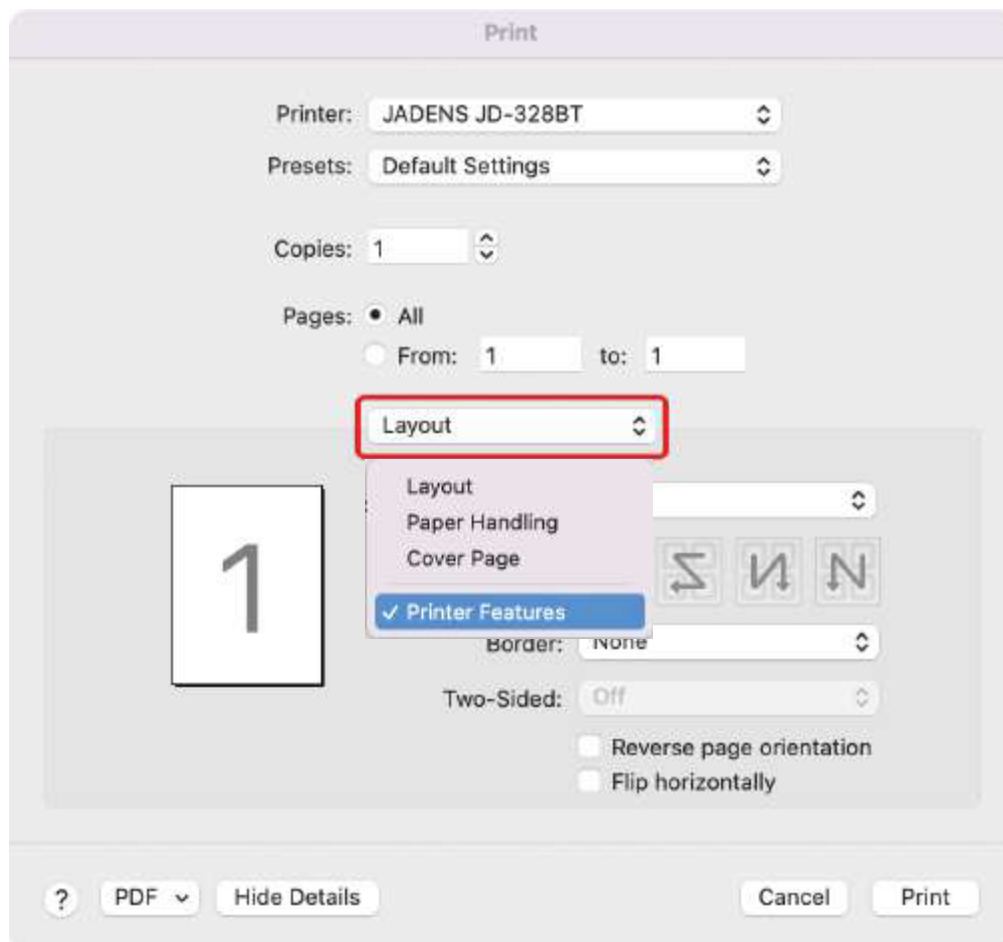 Print
Printer: JADENS JD-328BT
Presets: Default Settings
Copies: 1
Pages: All
From: 1 to: 1
Layout
Layout
Paper Handling
Cover Page
✓ Printer Features
1
Border: None
Two-Sided: Off
Reverse page orientation
Flip horizontally
? PDF Hide Details Cancel Print